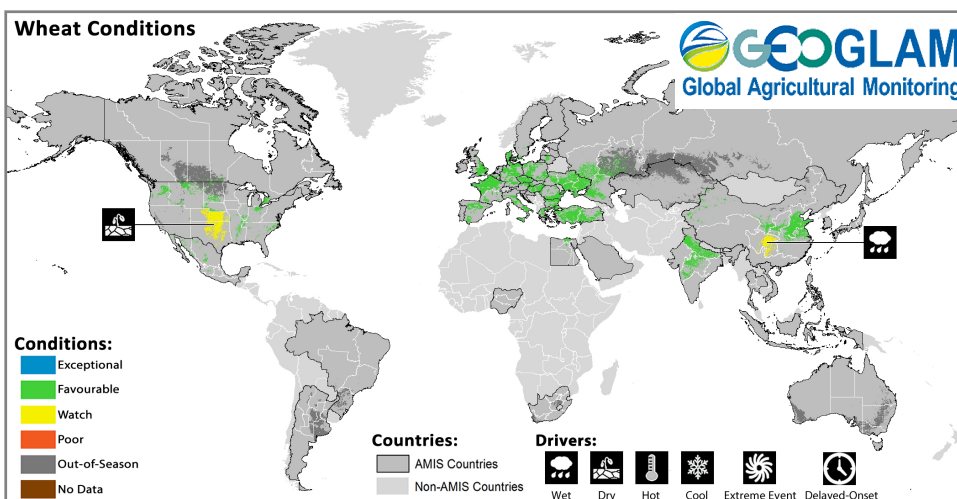 Wheat Conditions
GEOGLAM
Global Agricultural Monitoring
Conditions:
Exceptional
Favourable
Watch
Poor
Out-of-Season
No Data
Countries:
AMIS Countries
Non-AMIS Countries
Drivers:
Wet
Dry
Hot
Cool
Extreme Event
Delayed-Onset